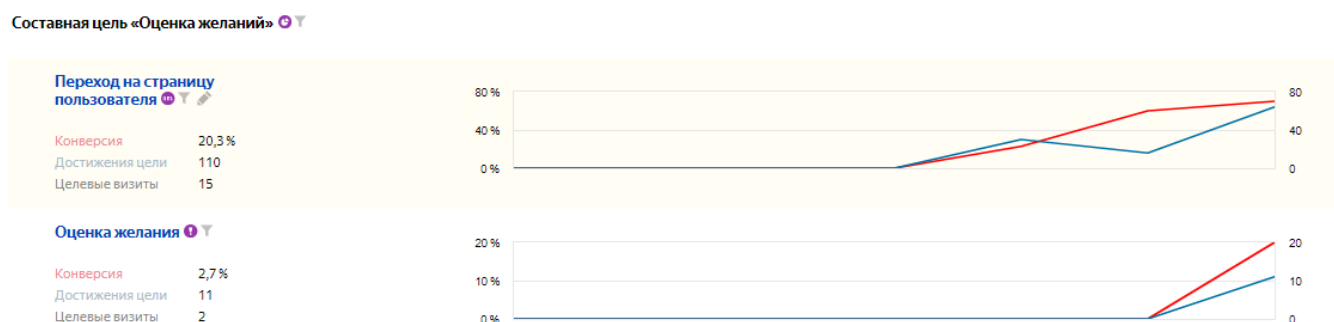 Составная цель «Оценка желаний»
Переход на страницу
пользователя
Конверсия 20,3 %
Достижения цели 110
Целевые визиты 15
80 %
40 %
0 %
80
40
0
Оценка желания
Конверсия 2,7 %
Достижения цели 11
Целевые визиты 2
20 %
10 %
0 %
20
10
0